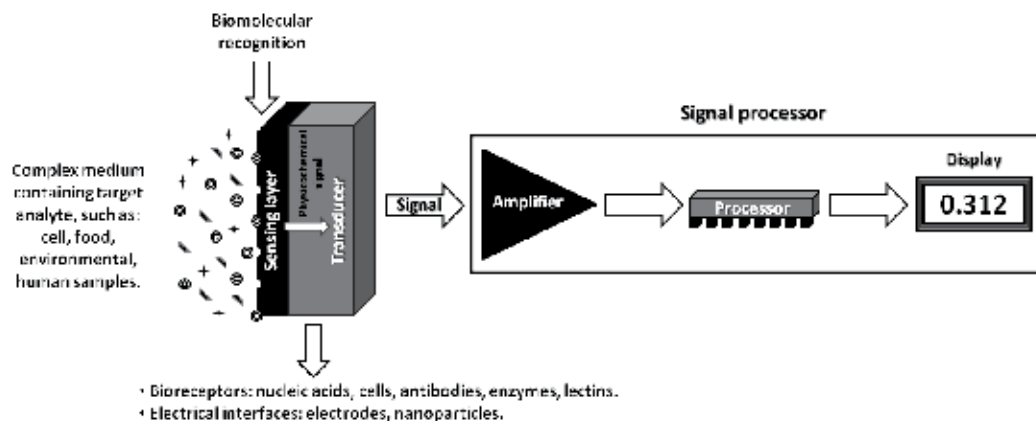 Biomolecular
recognition
Signal processor
Complex medium
containing target
analyte, such as:
cell, food,
environmental,
human samples.
Sensing layer
Physicochemical
signal
Transducer
Signal
Amplifier
Processor
Display
0.312
• Bioreceptors: nucleic acids, cells, antibodies, enzymes, lectins.
• Electrical interfaces: electrodes, nanoparticles.